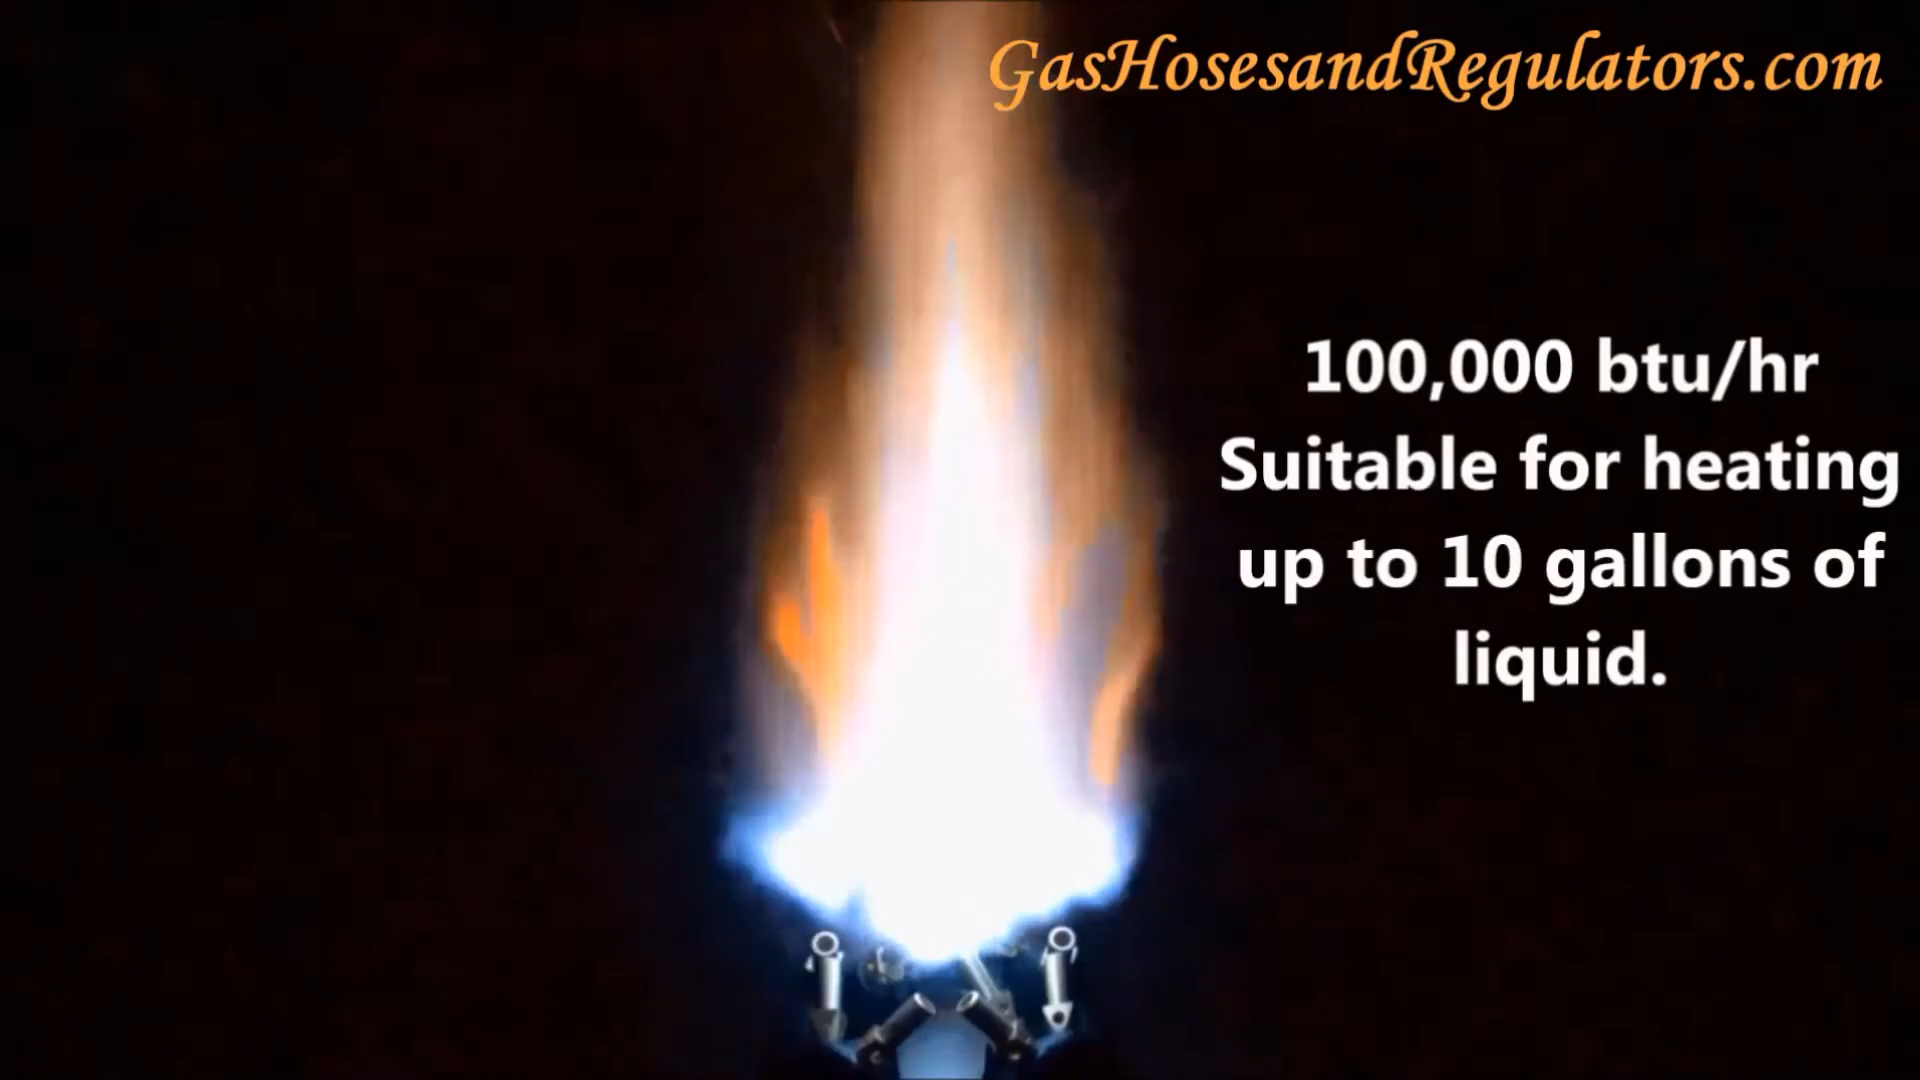 GasHosesandRegulators.com
100,000 btu/hr
Suitable for heating
up to 10 gallons of
liquid.